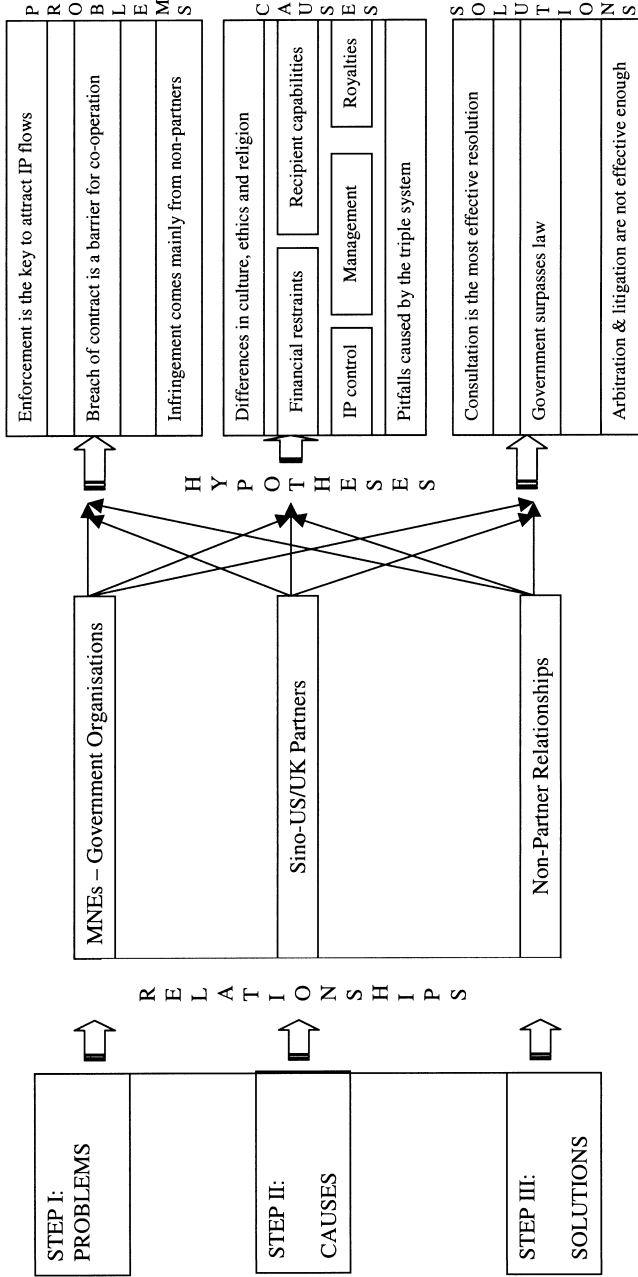 STEP I:
PROBLEMS
STEP II:
CAUSES
STEP III:
SOLUTIONS
RELATIONSHIPS
MNEs – Government Organisations
Sino-US/UK Partners
Non-Partner Relationships
HYPOTHESES
Enforcement is the key to attract IP flows
Breach of contract is a barrier for co-operation
Infringement comes mainly from non-partners
PROBLEMS
Differences in culture, ethics and religion
Financial restraints
Recipient capabilities
IP control
Management
Royalties
Pitfalls caused by the triple system
CAUSES
Consultation is the most effective resolution
Government surpasses law
Arbitration & litigation are not effective enough
SOLUTIONS